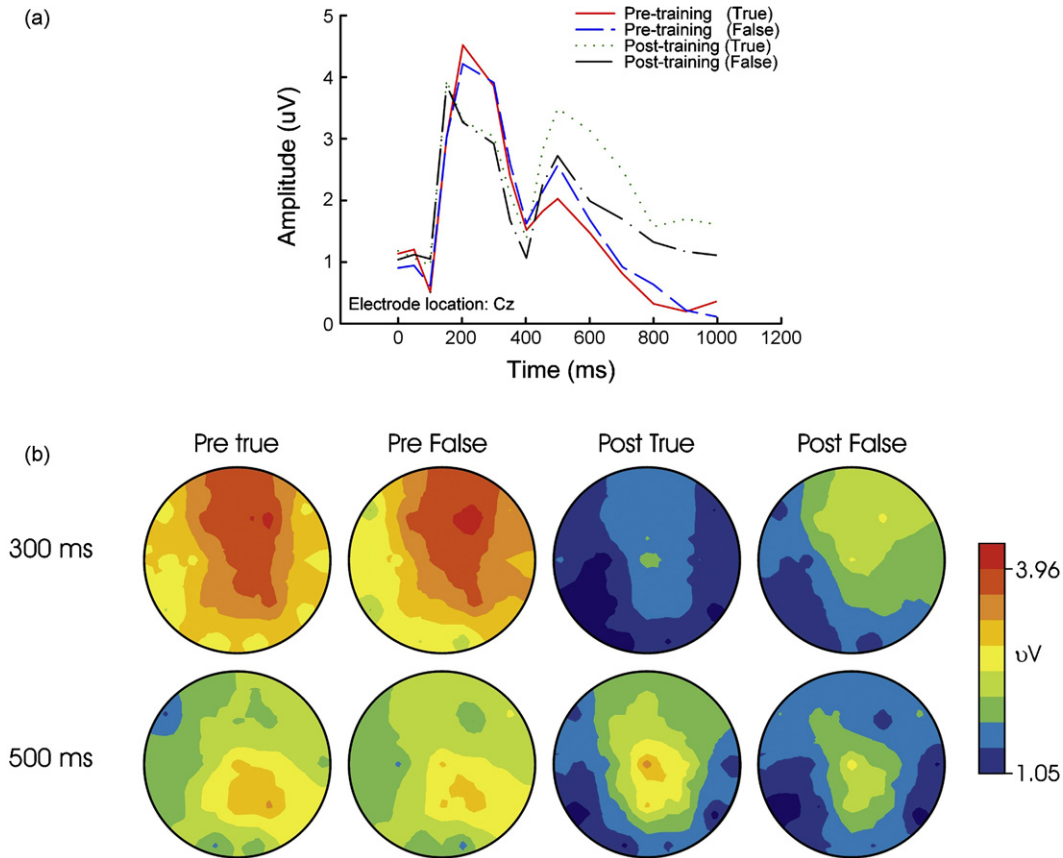 (a)
Pre-training (True)
Pre-training (False)
Post-training (True)
Post-training (False)
5
4
3
2
1
0
Amplitude (uV)
Electrode location: Cz
0 200 400 600 800 1000 1200
Time (ms)
(b)
Pre true Pre False Post True Post False
300 ms
500 ms
3.96
υV
1.05